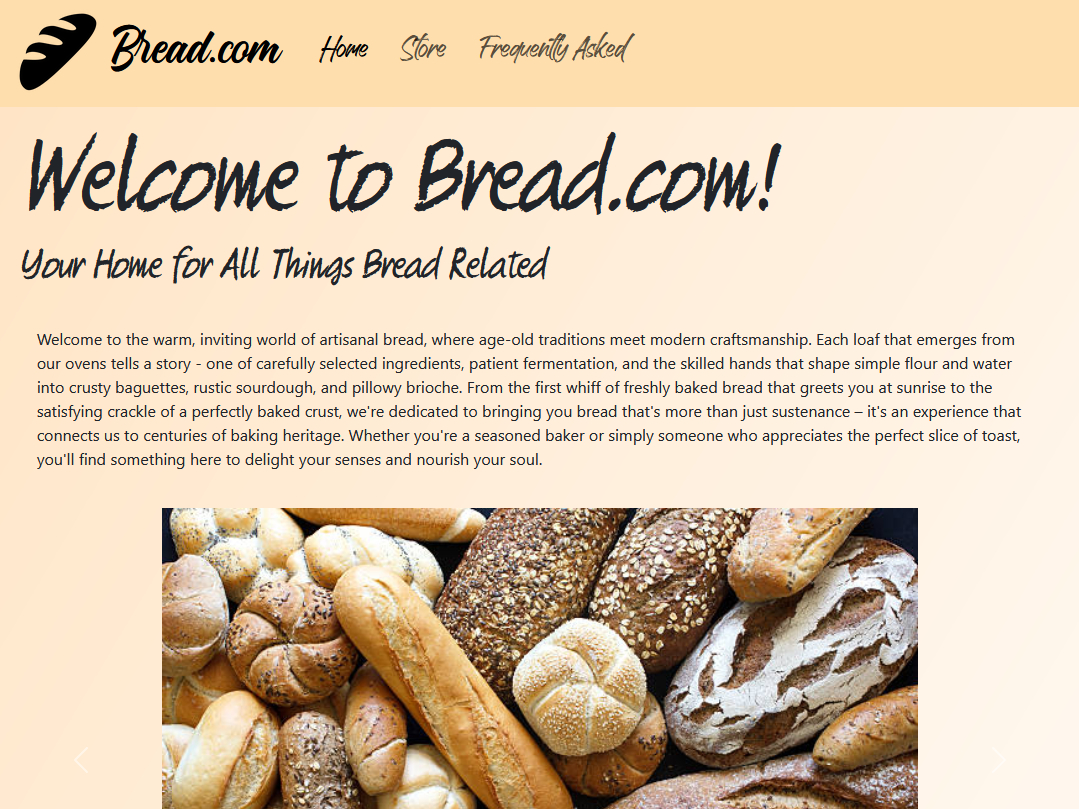 Bread.com Home Store Frequently Asked
Welcome to Bread.com!
Your Home for All Things Bread Related
Welcome to the warm, inviting world of artisanal bread, where age-old traditions meet modern craftsmanship. Each loaf that emerges from
our ovens tells a story - one of carefully selected ingredients, patient fermentation, and the skilled hands that shape simple flour and water
into crusty baguettes, rustic sourdough, and pillowy brioche. From the first whiff of freshly baked bread that greets you at sunrise to the
satisfying crackle of a perfectly baked crust, we're dedicated to bringing you bread that's more than just sustenance – it's an experience that
connects us to centuries of baking heritage. Whether you're a seasoned baker or simply someone who appreciates the perfect slice of toast,
you'll find something here to delight your senses and nourish your soul.